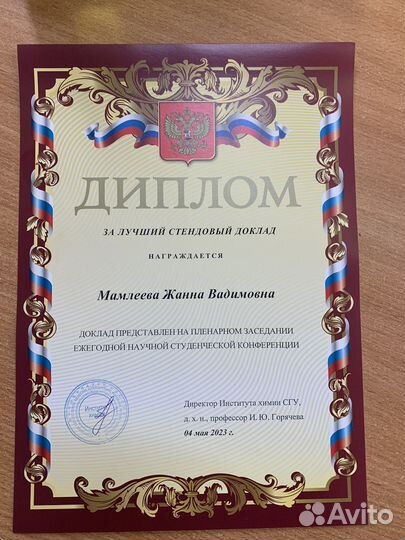 ДИПЛОМ
ЗА ЛУЧШИЙ СТЕНДОВЫЙ ДОКЛАД
НАГРАЖДАЕТСЯ
Мамлеева Жанна Вадимовна
ДОКЛАД ПРЕДСТАВЛЕН НА ПЛЕНАРНОМ ЗАСЕДАНИИ
ЕЖЕГОДНОЙ НАУЧНОЙ СТУДЕНЧЕСКОЙ КОНФЕРЕНЦИИ
Директор Института химии СГУ,
д. х. н., профессор И. Ю. Горячева
04 мая 2023 г.
Avito